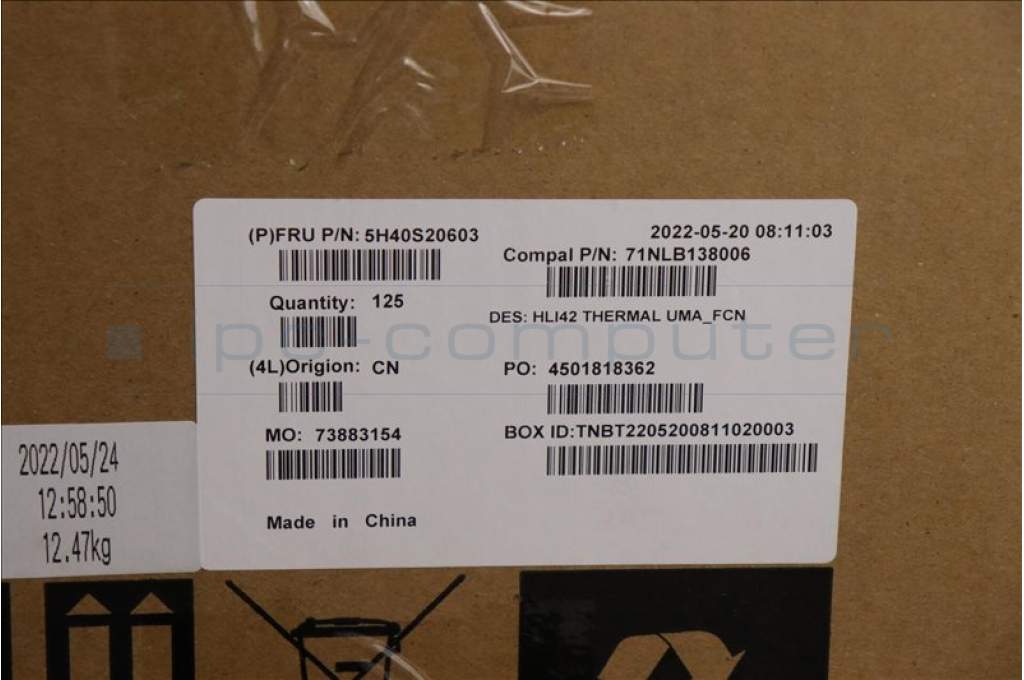 (P)FRU P/N: 5H40S20603
2022-05-20 08:11:03
Compal P/N: 71NLB138006
Quantity: 125
DES: HLI42 THERMAL UMA_FCN
ipc-computer
(4L)Origion: CN
PO: 4501818362
MO: 73883154
BOX ID:TNBT2205200811020003
Made in China
2022/05/24
12:58:50
12.47kg